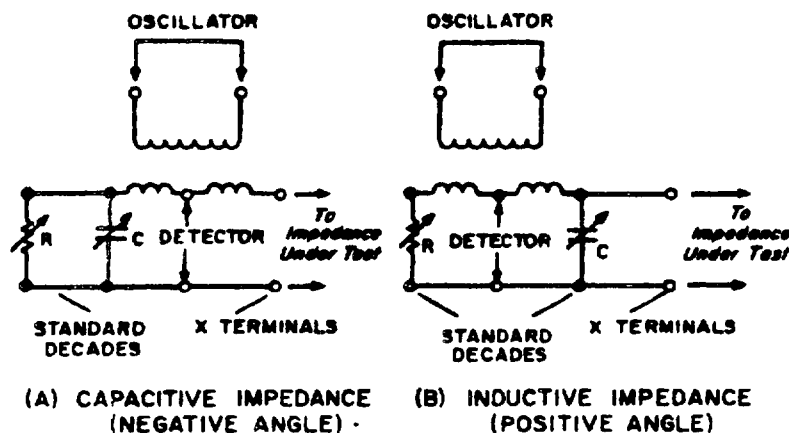 OSCILLATOR
OSCILLATOR
R
C
DETECTOR
To
Impedance
Under Test
STANDARD
DECADES
X TERMINALS
R
DETECTOR
C
To
Impedance
Under Test
STANDARD
DECADES
X TERMINALS
(A) CAPACITIVE IMPEDANCE
(NEGATIVE ANGLE)
(B) INDUCTIVE IMPEDANCE
(POSITIVE ANGLE)